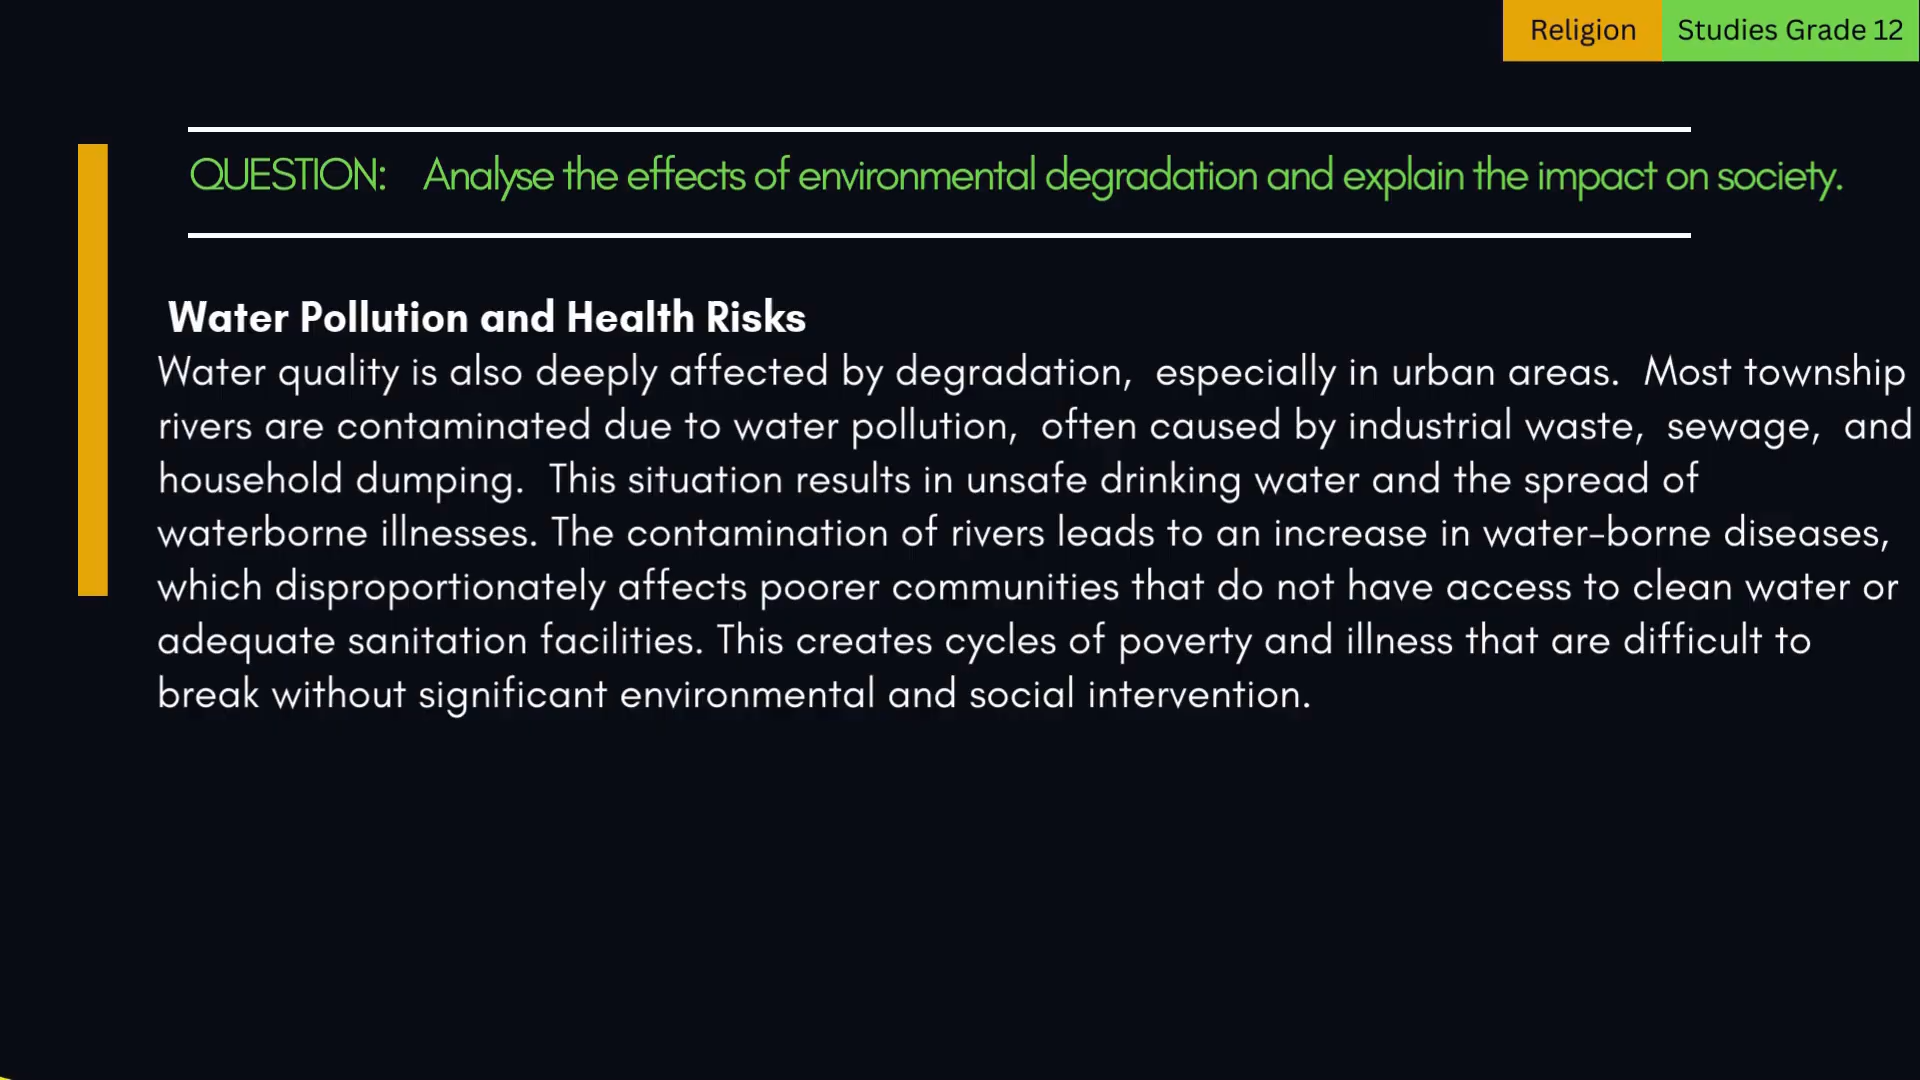 Religion Studies Grade 12
QUESTION: Analyse the effects of environmental degradation and explain the impact on society.
Water Pollution and Health Risks
Water quality is also deeply affected by degradation, especially in urban areas. Most township
rivers are contaminated due to water pollution, often caused by industrial waste, sewage, and
household dumping. This situation results in unsafe drinking water and the spread of
waterborne illnesses. The contamination of rivers leads to an increase in water-borne diseases,
which disproportionately affects poorer communities that do not have access to clean water or
adequate sanitation facilities. This creates cycles of poverty and illness that are difficult to
break without significant environmental and social intervention.